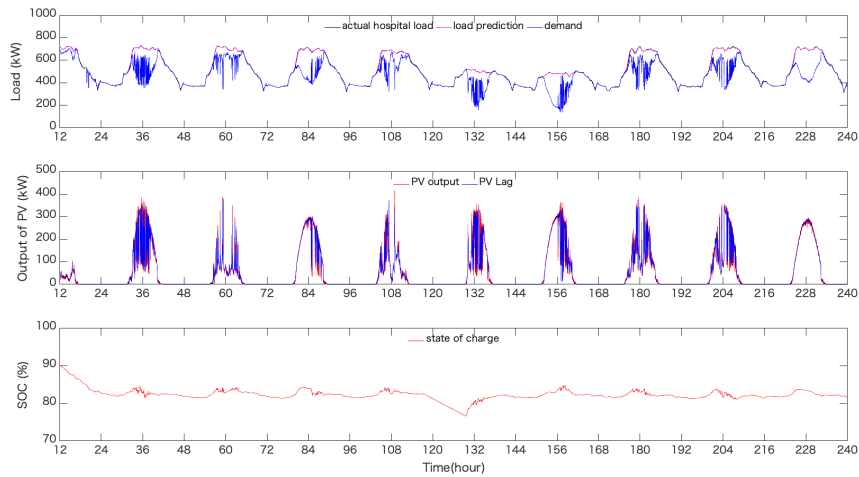 1000
800
600
400
200
0
Load (kW)
actual hospital load load prediction demand
12 24 36 48 60 72 84 96 108 120 132 144 156 168 180 192 204 216 228 240
500
400
300
200
100
0
Output of PV (kW)
PV output PV Lag
12 24 36 48 60 72 84 96 108 120 132 144 156 168 180 192 204 216 228 240
100
90
80
70
SOC (%)
state of charge
12 24 36 48 60 72 84 96 108 120 132 144 156 168 180 192 204 216 228 240
Time(hour)